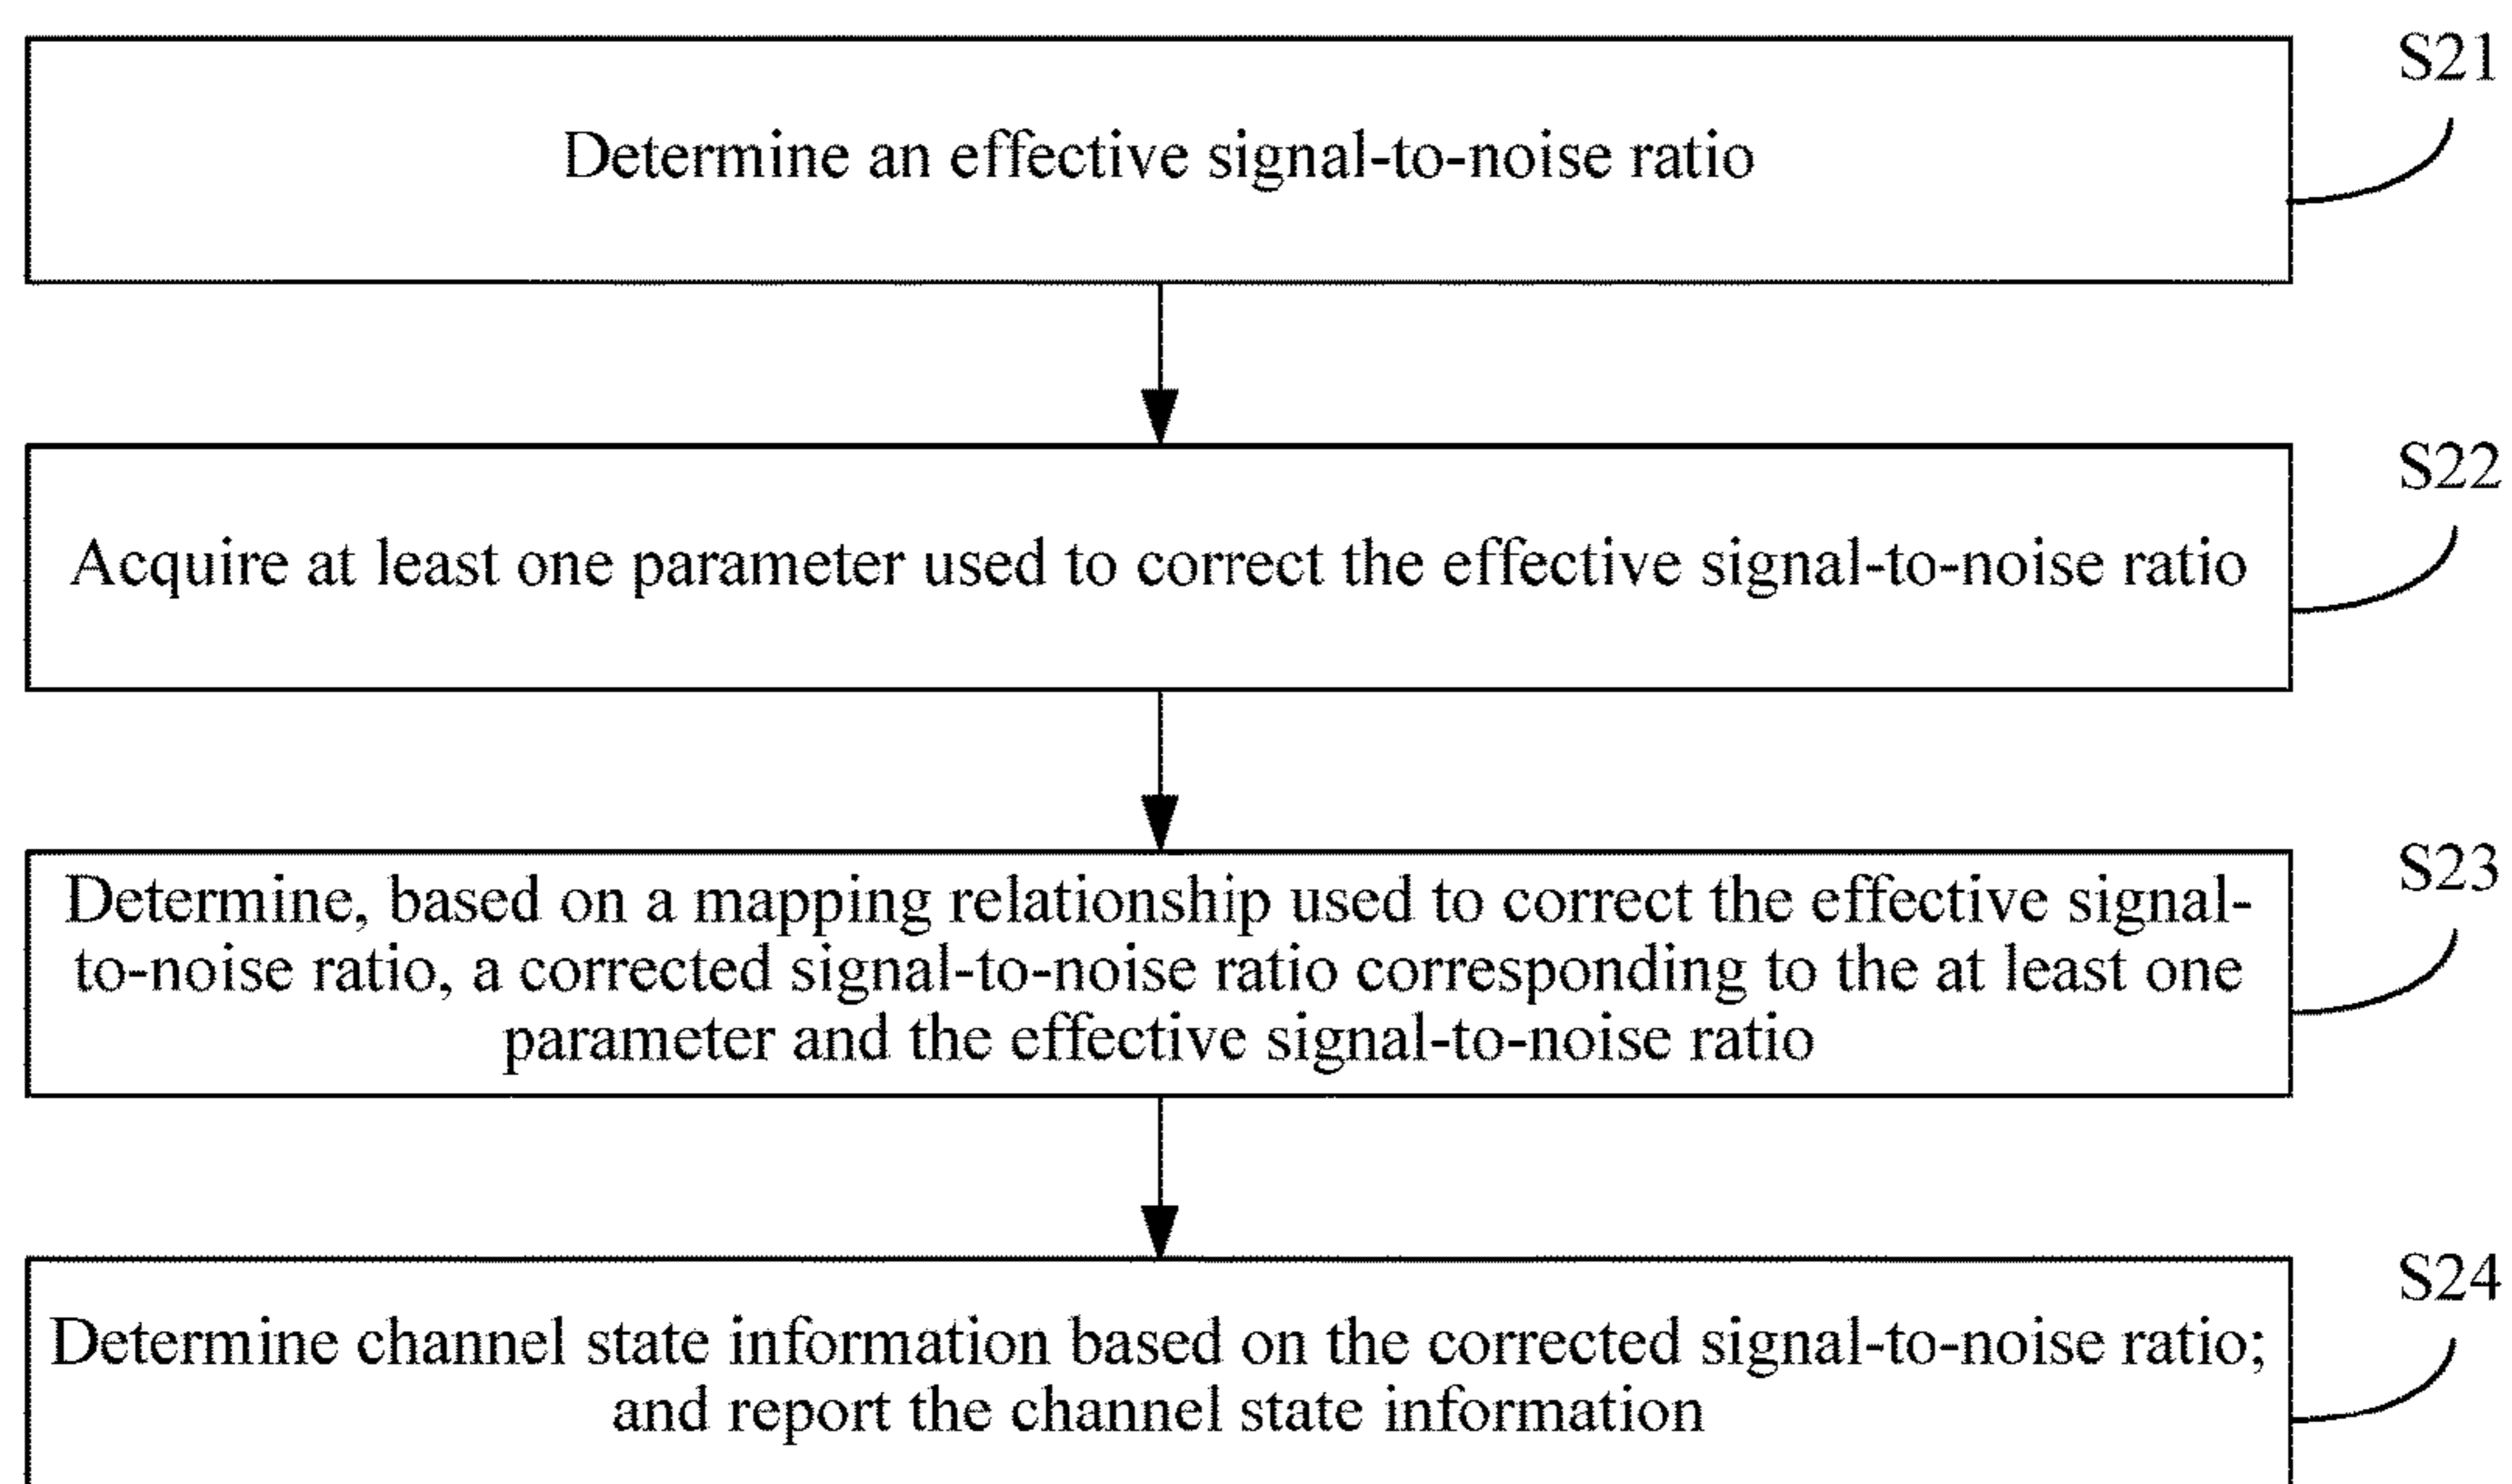 S21
Determine an effective signal-to-noise ratio
S22
Acquire at least one parameter used to correct the effective signal-to-noise ratio
S23
Determine, based on a mapping relationship used to correct the effective signal-
to-noise ratio, a corrected signal-to-noise ratio corresponding to the at least one
parameter and the effective signal-to-noise ratio
S24
Determine channel state information based on the corrected signal-to-noise ratio;
and report the channel state information